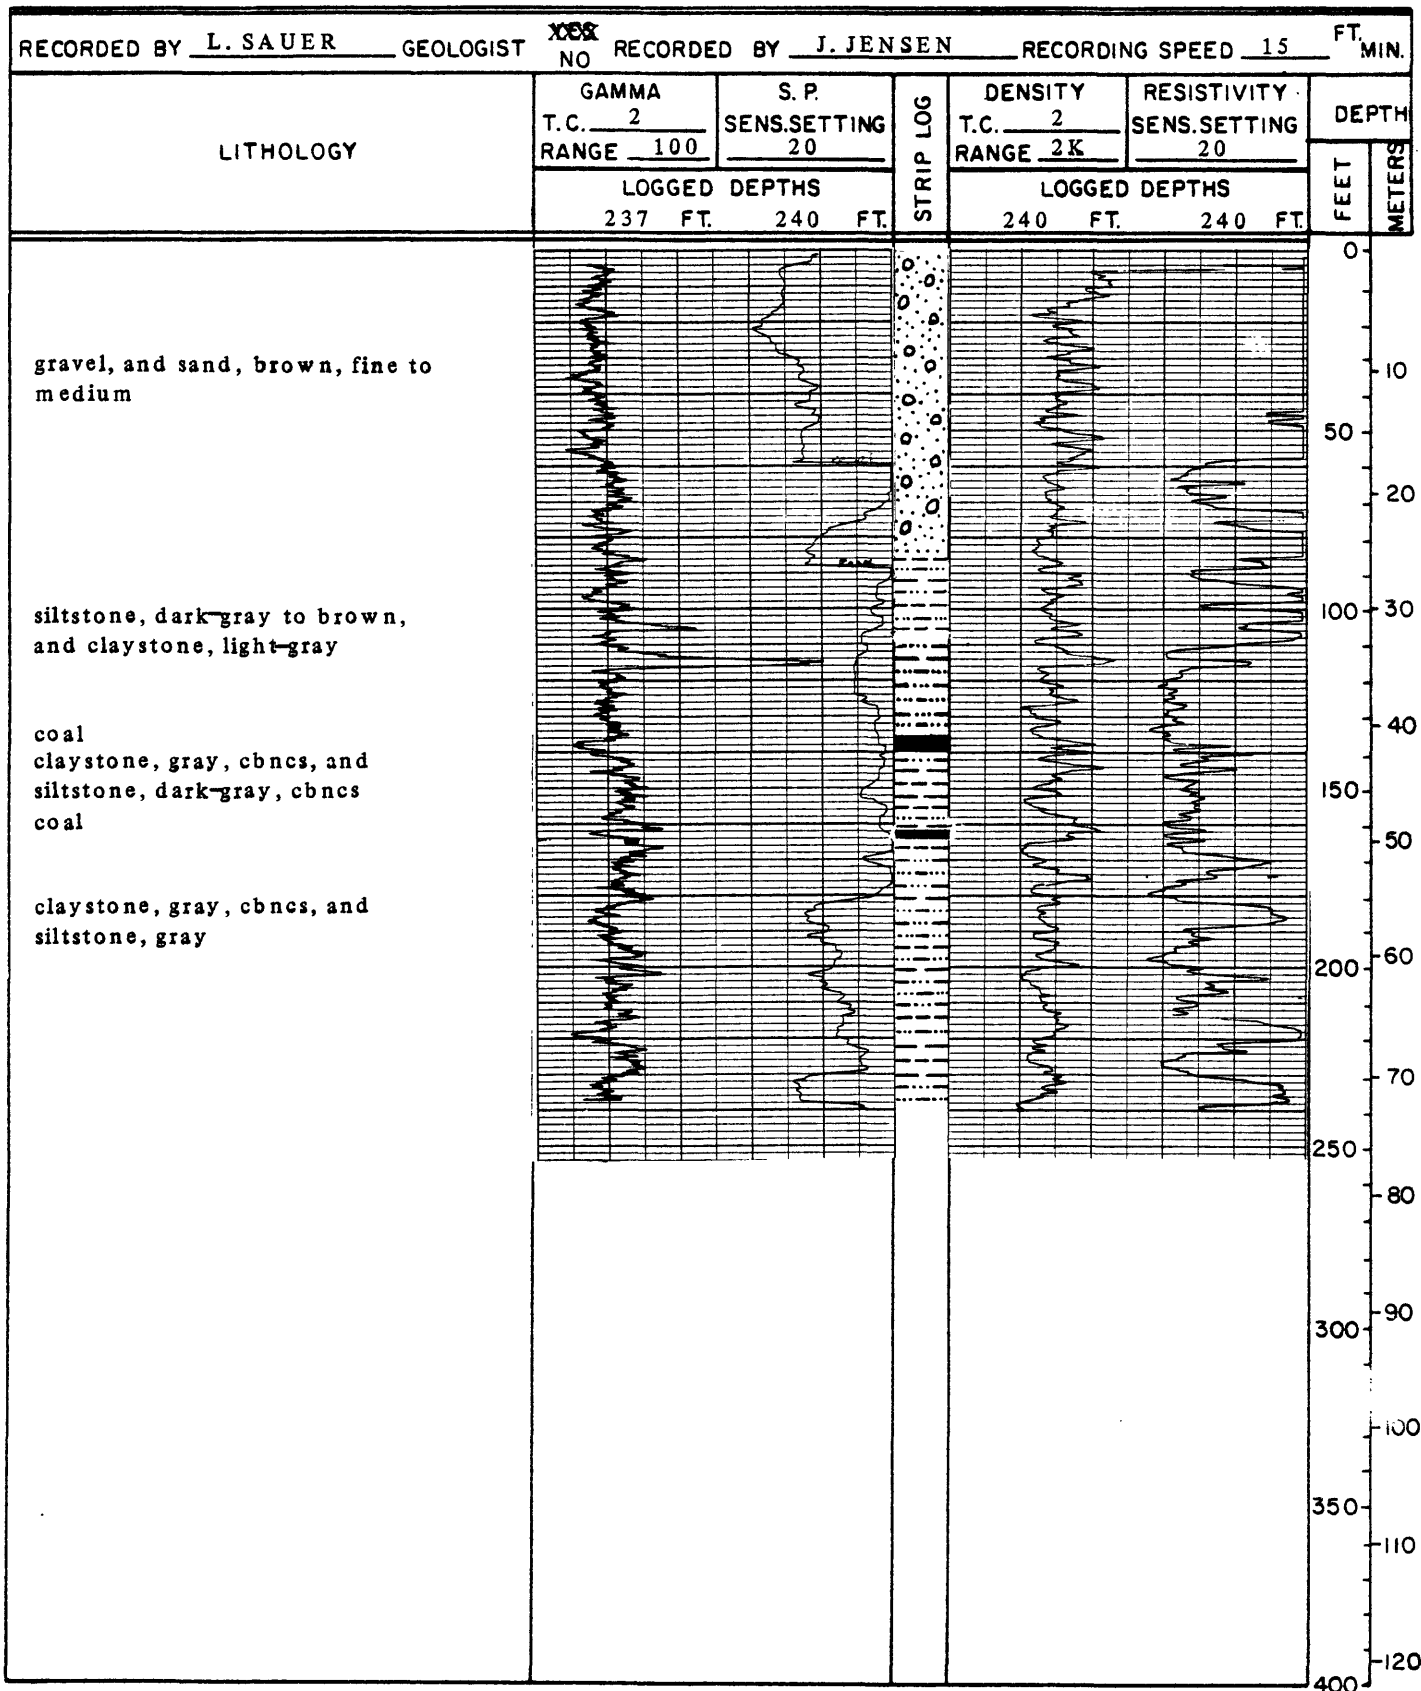 RECORDED BY L. SAUER GEOLOGIST YES NO RECORDED BY J. JENSEN RECORDING SPEED 15 FT. MIN.
LITHOLOGY
GAMMA
T.C. 2
RANGE 100
S. P.
SENS. SETTING
20
LOGGED DEPTHS
237 FT. 240 FT.
STRIP LOG
DENSITY
T.C. 2
RANGE 2K
RESISTIVITY
SENS. SETTING
20
LOGGED DEPTHS
240 FT. 240 FT.
DEPTH
FEET
METERS
gravel, and sand, brown, fine to
medium
siltstone, dark-gray to brown,
and claystone, light-gray
coal
claystone, gray, cbncs, and
siltstone, dark-gray, cbncs
coal
claystone, gray, cbncs, and
siltstone, gray
0
10
50
20
100 30
40
150
50
200 60
70
250
80
90
300
100
350
110
120
400